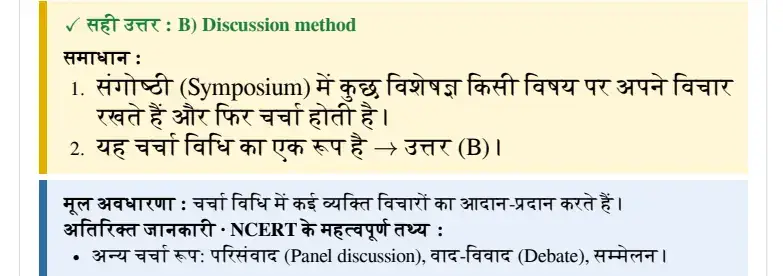 ✓ सही उत्तर : B) Discussion method
समाधान :
1. संगोष्ठी (Symposium) में कुछ विशेषज्ञ किसी विषय पर अपने विचार
रखते हैं और फिर चर्चा होती है।
2. यह चर्चा विधि का एक रूप है → उत्तर (B)।
मूल अवधारणा : चर्चा विधि में कई व्यक्ति विचारों का आदान-प्रदान करते हैं।
अतिरिक्त जानकारी · NCERT के महत्वपूर्ण तथ्य :
• अन्य चर्चा रूप: परिसंवाद (Panel discussion), वाद-विवाद (Debate), सम्मेलन।